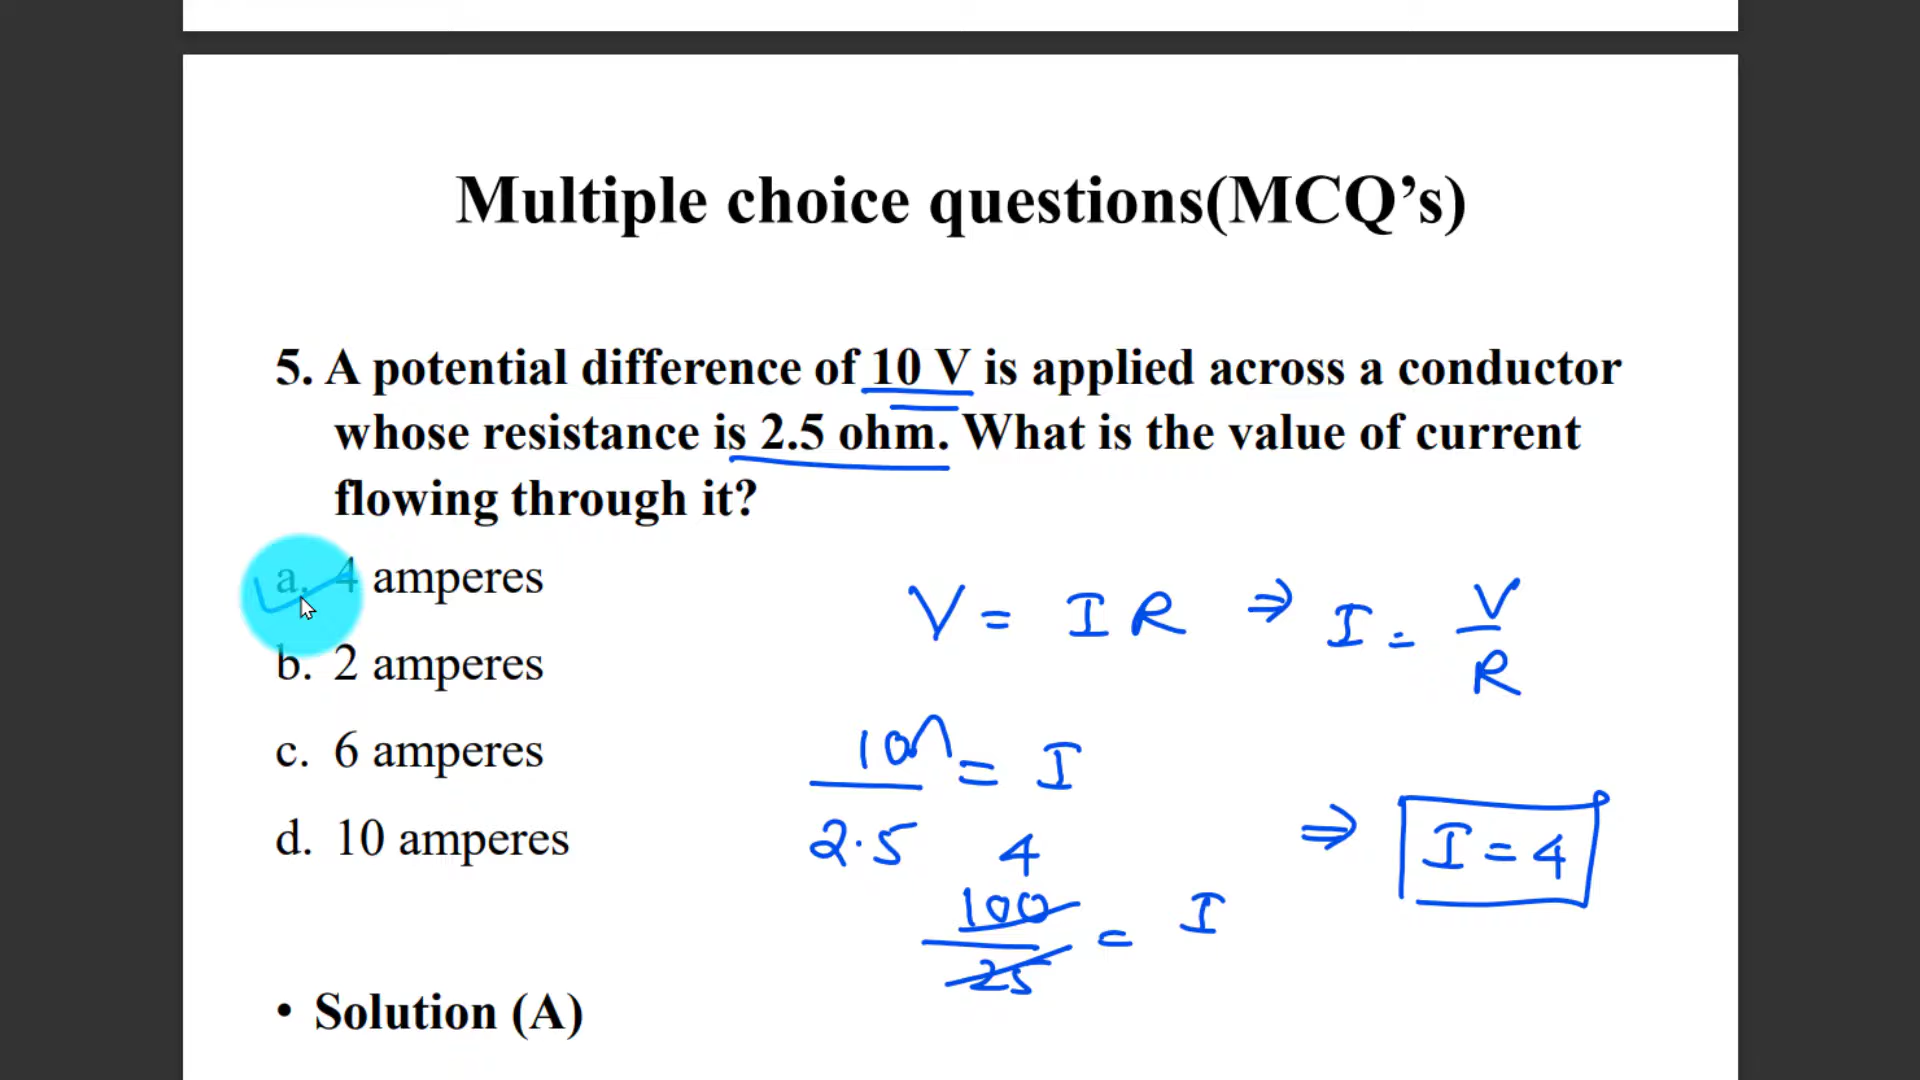 Multiple choice questions(MCQ’s)
5. A potential difference of 10 V is applied across a conductor
whose resistance is 2.5 ohm. What is the value of current
flowing through it?
a. 4 amperes
b. 2 amperes
c. 6 amperes
d. 10 amperes
V = IR ⇒ I = V/R
10/2.5 = I
4
100/25 = I
⇒ I = 4
• Solution (A)